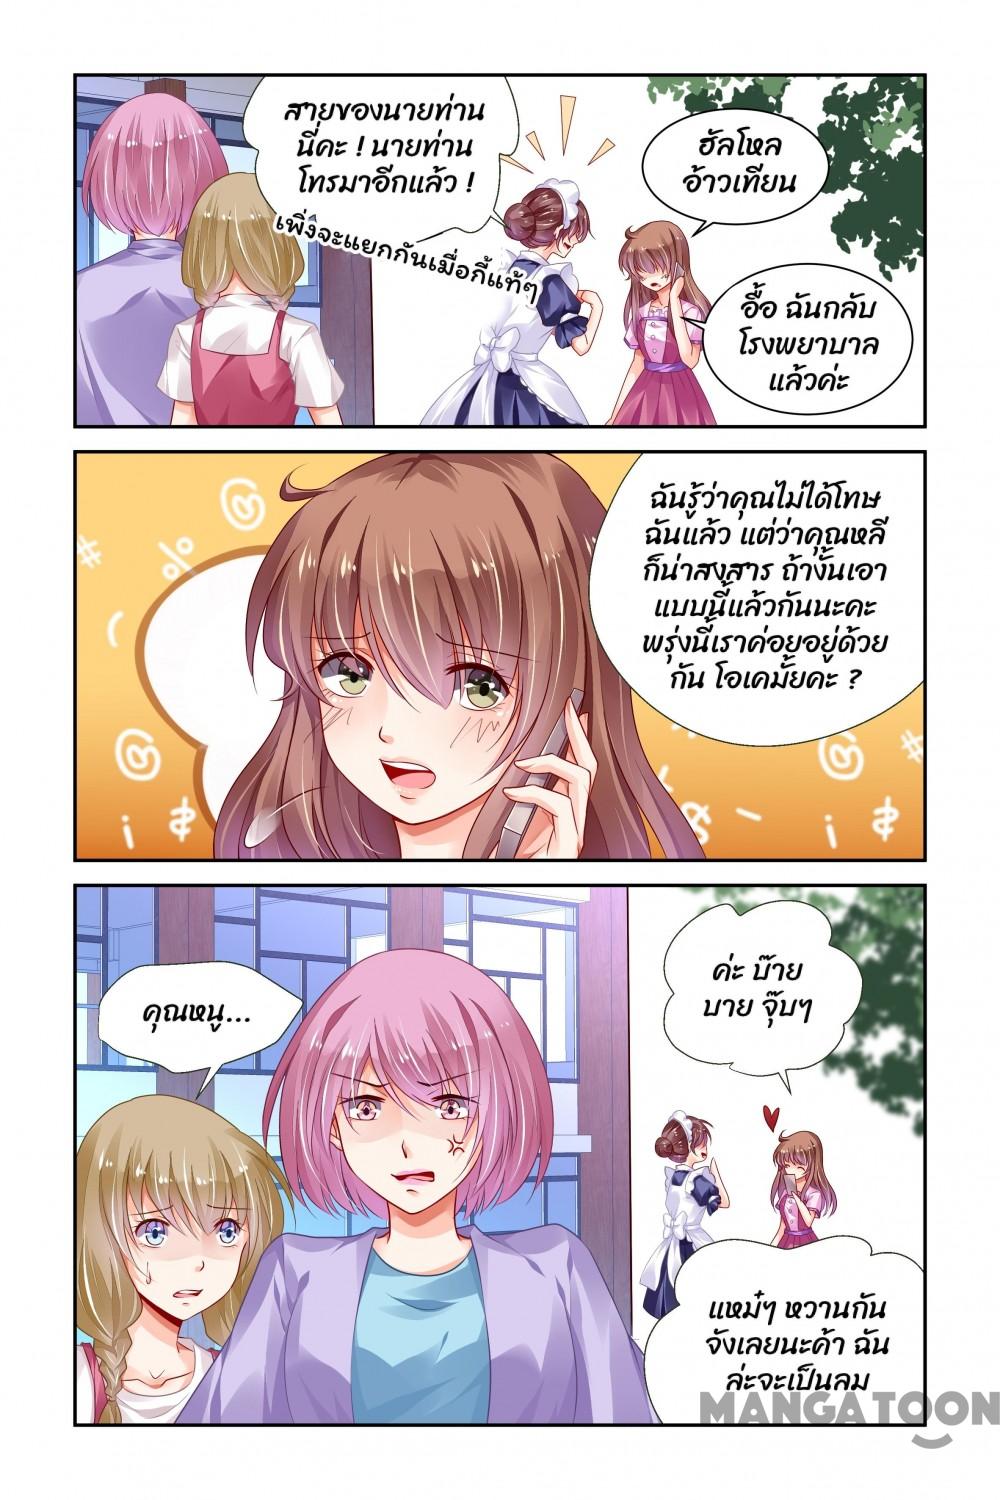 สายของนายท่าน
นี่คะ ! นายท่าน
โทรมาอีกแล้ว !
เพิ่งจะแยกกันเมื่อกี้แท้ๆ
ฮัลโหล
อ้าวเทียน
อื้อ ฉันกลับ
โรงพยาบาล
แล้วค่ะ
ฉันรู้ว่าคุณไม่ได้โทษ
ฉันแล้ว แต่ว่าคุณหลี
ก็น่าสงสาร ถ้างั้นเอา
แบบนี้แล้วกันนะคะ
พรุ่งนี้เราค่อยอยู่ด้วย
กัน โอเคมั้ยคะ ?
คุณหนู...
ค่ะ บ๊าย
บาย จุ๊บๆ
แหม๋ๆ หวานกัน
จังเลยนะค้า ฉัน
ล่ะจะเป็นลม
MANGATOON